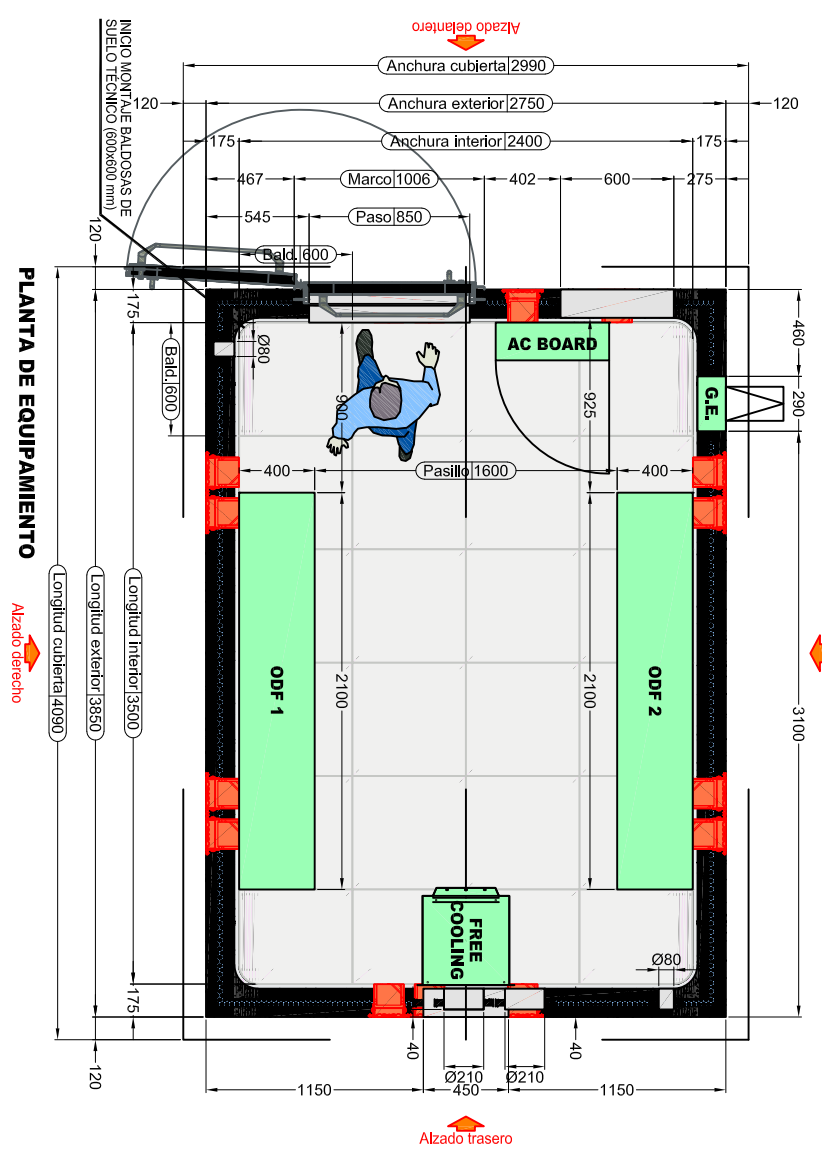 Alzado delantero
Anchura cubierta 2990
120
Anchura exterior 2750
120
175
Anchura interior 2400
175
467
Marco 1006
402
600
275
545
Paso 850
Bald. 600
INICIO MONTAJE BALDOSAS DE
SUELO TÉCNICO (600x600 mm)
120
175
Bald. 600
Ø80
900
AC BOARD
925
G.E.
460
290
3100
400
Pasillo 1600
400
PLANTA DE EQUIPAMIENTO
Alzado derecho
Longitud cubierta 4090
Longitud exterior 3850
Longitud interior 3500
ODF 1
2100
2100
ODF 2
FREE
COOLING
Ø80
175
120
40
40
Ø210
Ø210
1150
450
1150
Alzado trasero